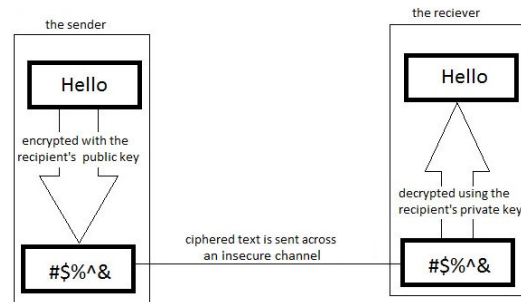 the sender
Hello
encrypted with the
recipient's public key
#$%^&
ciphered text is sent across
an insecure channel
the reciever
Hello
decrypted using the
recipient's private key
#$%^&